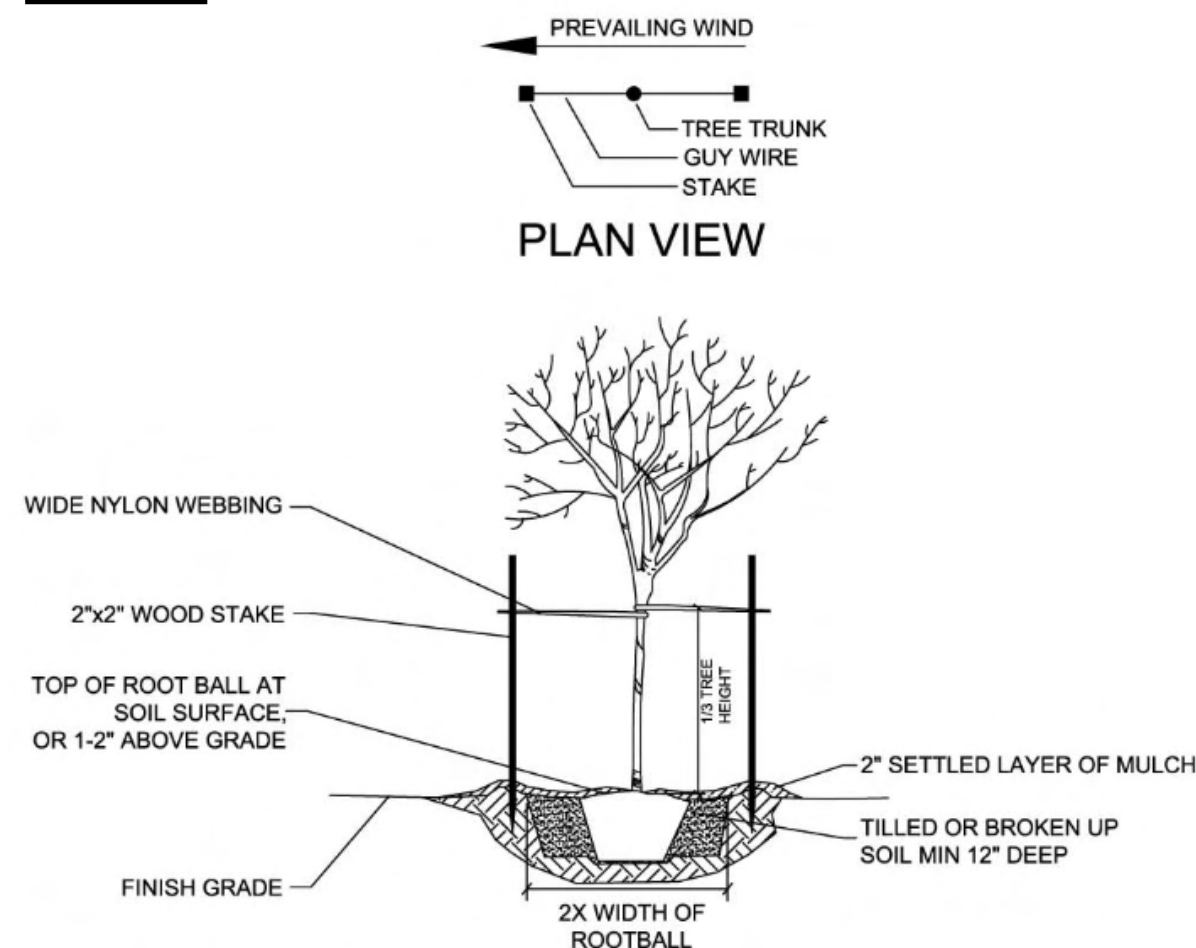 PREVAILING WIND
TREE TRUNK
GUY WIRE
STAKE
PLAN VIEW
WIDE NYLON WEBBING
2"x2" WOOD STAKE
TOP OF ROOT BALL AT
SOIL SURFACE,
OR 1-2" ABOVE GRADE
1/3 TREE
HEIGHT
2" SETTLED LAYER OF MULCH
TILLED OR BROKEN UP
SOIL MIN 12" DEEP
FINISH GRADE
2X WIDTH OF
ROOTBALL